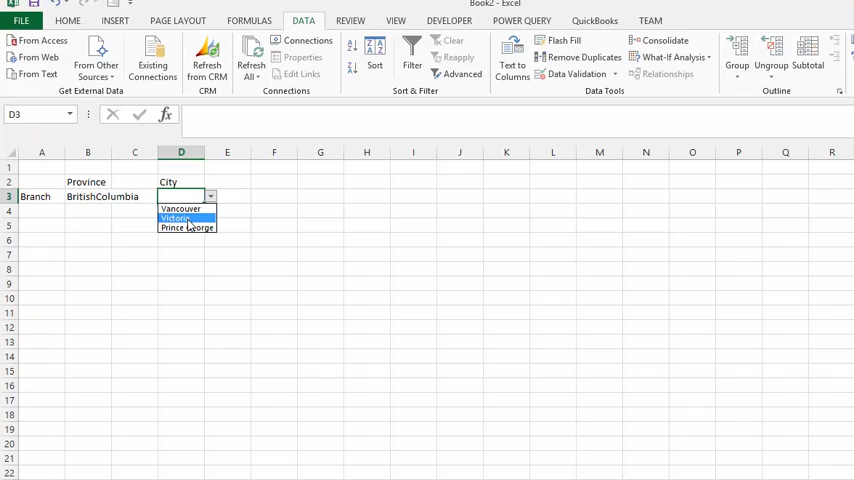 Book2 - Excel
FILE HOME INSERT PAGE LAYOUT FORMULAS DATA REVIEW VIEW DEVELOPER POWER QUERY QuickBooks TEAM
From Access
From Web
From Text
From Other Sources
Existing Connections
Get External Data
Refresh from CRM
CRM
Refresh All
Connections
Properties
Edit Links
Connections
Sort
Filter
Clear
Reapply
Advanced
Sort & Filter
Text to Columns
Flash Fill
Remove Duplicates
Data Validation
Consolidate
What-If Analysis
Relationships
Data Tools
Group
Ungroup
Subtotal
Outline
D3
fx
A B C D E F G H I J K L M N O P Q R
1
2 Province City
3 Branch BritishColumbia
Vancouver
4
Victoria
5
Prince George
6
7
8
9
10
11
12
13
14
15
16
17
18
19
20
21
22